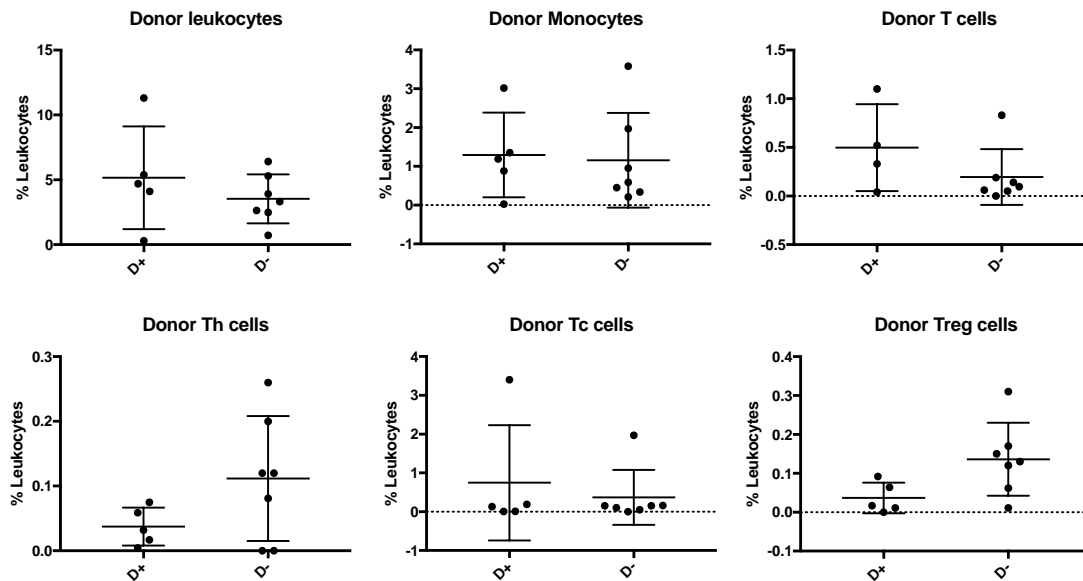 Donor leukocytes
% Leukocytes
15
10
5
0
D+
D-
Donor Monocytes
% Leukocytes
4
3
2
1
0
-1
D+
D-
Donor T cells
% Leukocytes
1.5
1.0
0.5
0.0
-0.5
D+
D-
Donor Th cells
% Leukocytes
0.3
0.2
0.1
0.0
D+
D-
Donor Tc cells
% Leukocytes
4
3
2
1
0
-1
D+
D-
Donor Treg cells
% Leukocytes
0.4
0.3
0.2
0.1
0.0
-0.1
D+
D-